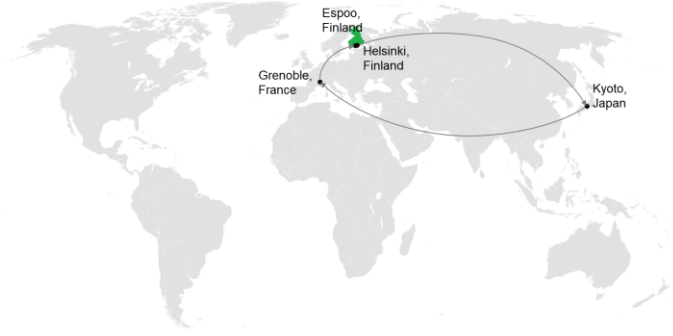 Espoo,
Finland
Helsinki,
Finland
Grenoble,
France
Kyoto,
Japan